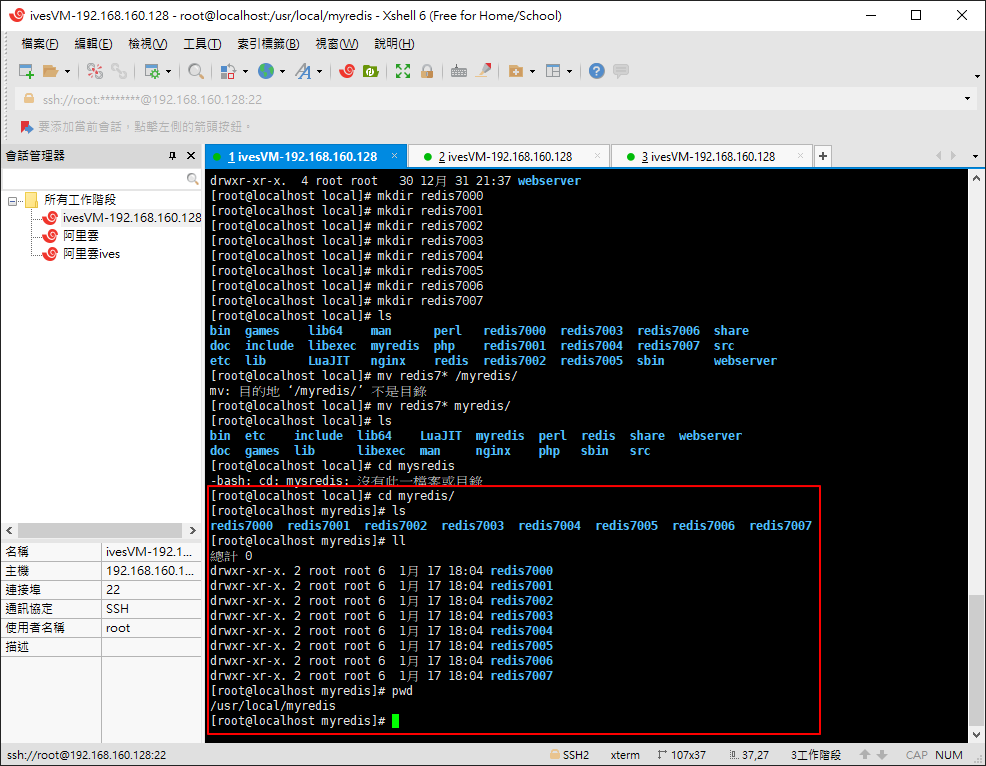 ivesVM-192.168.160.128 - root@localhost:/usr/local/myredis - Xshell 6 (Free for Home/School)
檔案(F) 編輯(E) 檢視(V) 工具(T) 索引標籤(B) 視窗(W) 說明(H)
ssh://root:********@192.168.160.128:22
要添加當前會話，點擊左側的箭頭按鈕。
會話管理器
1 ivesVM-192.168.160.128 × 2 ivesVM-192.168.160.128 × 3 ivesVM-192.168.160.128 × +
所有工作階段
ivesVM-192.168.160.128
阿里雲
阿里雲ives
名稱 ivesVM-192.1...
主機 192.168.160.1...
連接埠 22
通訊協定 SSH
使用者名稱 root
描述
drwxr-xr-x. 4 root root 30 12月 31 21:37 webserver
[root@localhost local]# mkdir redis7000
[root@localhost local]# mkdir redis7001
[root@localhost local]# mkdir redis7002
[root@localhost local]# mkdir redis7003
[root@localhost local]# mkdir redis7004
[root@localhost local]# mkdir redis7005
[root@localhost local]# mkdir redis7006
[root@localhost local]# mkdir redis7007
[root@localhost local]# ls
bin games lib64 man perl redis7000 redis7003 redis7006 share
doc include libexec myredis php redis7001 redis7004 redis7007 src
etc lib LuaJIT nginx redis redis7002 redis7005 sbin webserver
[root@localhost local]# mv redis7* /myredis/
mv: 目的地 ‘/myredis/’ 不是目錄
[root@localhost local]# mv redis7* myredis/
[root@localhost local]# ls
bin etc include lib64 LuaJIT myredis perl redis share webserver
doc games lib libexec man nginx php sbin src
[root@localhost local]# cd mysredis
-bash: cd: mysredis: 沒有此一檔案或目錄
[root@localhost local]# cd myredis/
[root@localhost myredis]# ls
redis7000 redis7001 redis7002 redis7003 redis7004 redis7005 redis7006 redis7007
[root@localhost myredis]# ll
總計 0
drwxr-xr-x. 2 root root 6 1月 17 18:04 redis7000
drwxr-xr-x. 2 root root 6 1月 17 18:04 redis7001
drwxr-xr-x. 2 root root 6 1月 17 18:04 redis7002
drwxr-xr-x. 2 root root 6 1月 17 18:04 redis7003
drwxr-xr-x. 2 root root 6 1月 17 18:04 redis7004
drwxr-xr-x. 2 root root 6 1月 17 18:04 redis7005
drwxr-xr-x. 2 root root 6 1月 17 18:04 redis7006
drwxr-xr-x. 2 root root 6 1月 17 18:04 redis7007
[root@localhost myredis]# pwd
/usr/local/myredis
[root@localhost myredis]#
ssh://root@192.168.160.128:22 SSH2 xterm 107x37 37,27 3工作階段 CAP NUM